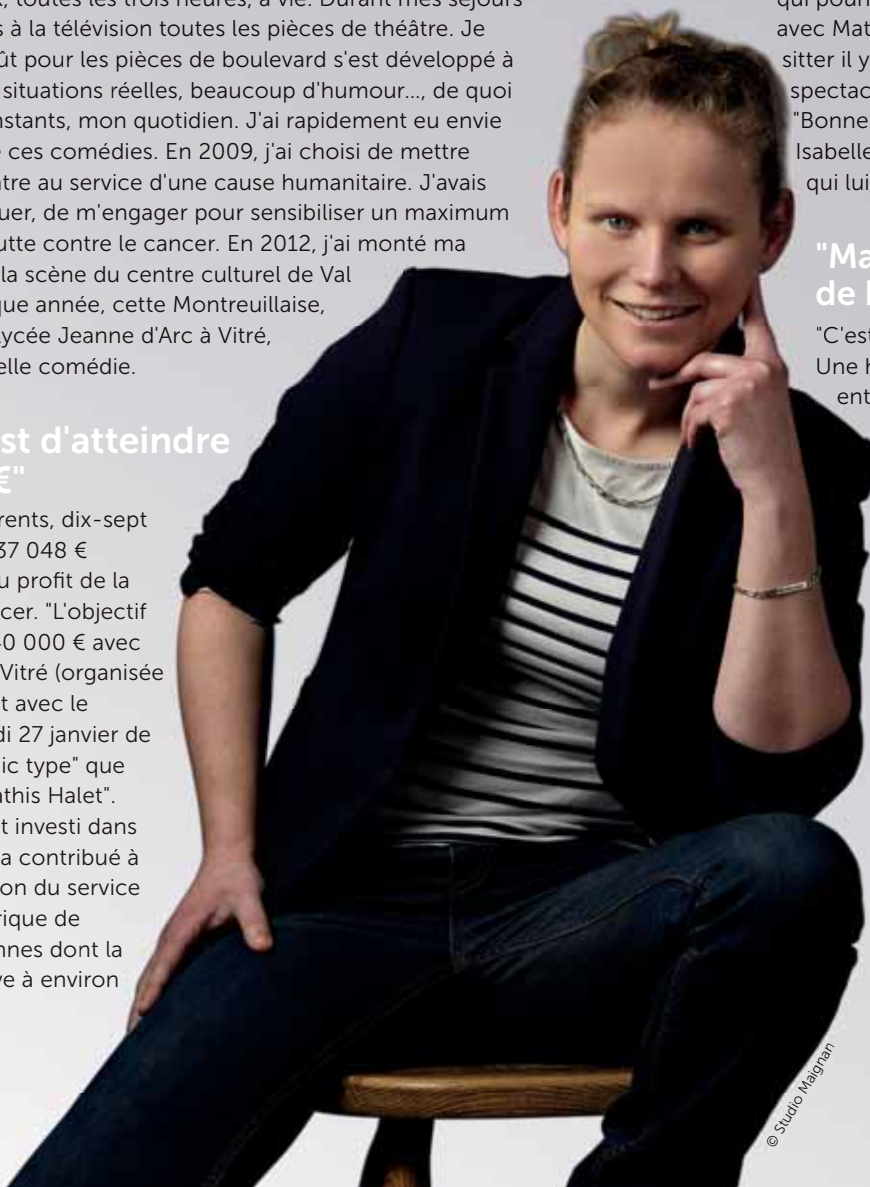 toutes les trois heures, à vie. Durant mes séjours
s à la télévision toutes les pièces de théâtre. Je
ût pour les pièces de boulevard s'est développé à
situations réelles, beaucoup d'humour..., de quoi
nstants, mon quotidien. J'ai rapidement eu envie
e ces comédies. En 2009, j'ai choisi de mettre
âtre au service d'une cause humanitaire. J'avais
uer, de m'engager pour sensibiliser un maximum
utte contre le cancer. En 2012, j'ai monté ma
la scène du centre culturel de Val
que année, cette Montreuillaise,
lycée Jeanne d'Arc à Vitré,
elle comédie.
st d'atteindre
€"
rents, dix-sept
37 048 €
u profit de la
cer. "L'objectif
40 000 € avec
Vitré (organisée
t avec le
di 27 janvier de
ic type" que
athis Halet".
t investi dans
a contribué à
on du service
rique de
nnes dont la
ve à environ
qui pour
avec Mat
sitter il y
spectac
"Bonne
Isabelle
qui lui
"Ma
de l
"C'est
Une h
ent
© Studio Maignan